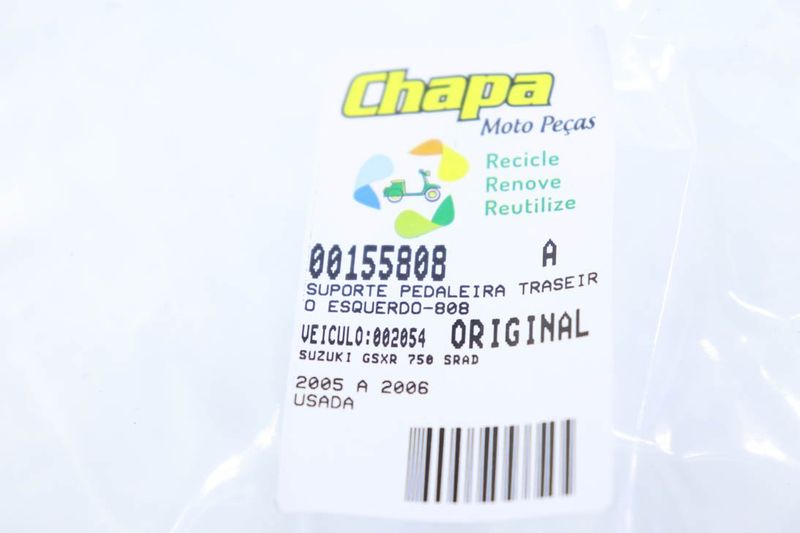 Chapa
Moto Peças
Recicle
Renove
Reutilize
00155808 A
SUPORTE PEDALEIRA TRASEIR
O ESQUERDO-808
VEICULO:002054 ORIGINAL
SUZUKI GSXR 750 SRAD
2005 A 2006
USADA